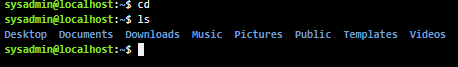 sysadmin@localhost:~$ cd
sysadmin@localhost:~$ ls
Desktop  Documents  Downloads  Music  Pictures  Public  Templates  Videos
sysadmin@localhost:~$